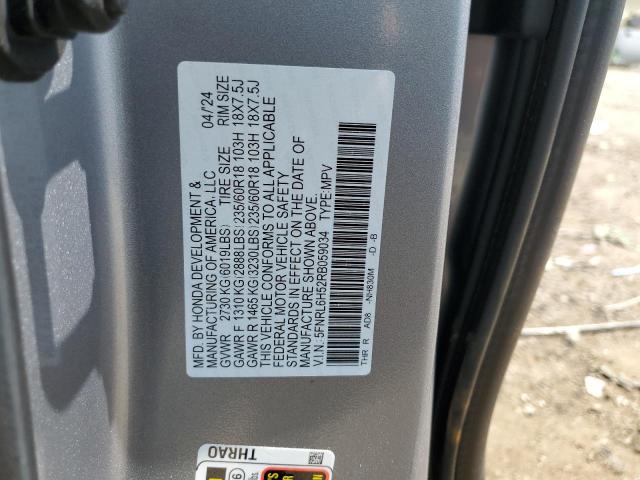 MFD. BY HONDA DEVELOPMENT & 04/'24
MANUFACTURING OF AMERICA, LLC
GVWR 2730 KG(6019LBS) TIRE SIZE RIM SIZE
GAWR F 1310 KG(2888LBS)235/60R18 103H 18X7.5J
GAWR R 1465 KG(3230LBS)235/60R18 103H 18X7.5J
THIS VEHICLE CONFORMS TO ALL APPLICABLE
FEDERAL MOTOR VEHICLE SAFETY
STANDARDS IN EFFECT ON THE DATE OF
MANUFACTURE SHOWN ABOVE.
V.I.N: 5FNRL6H52RB059034 TYPE:MPV
THR R AD8 -NH830M -D -B
THRA0